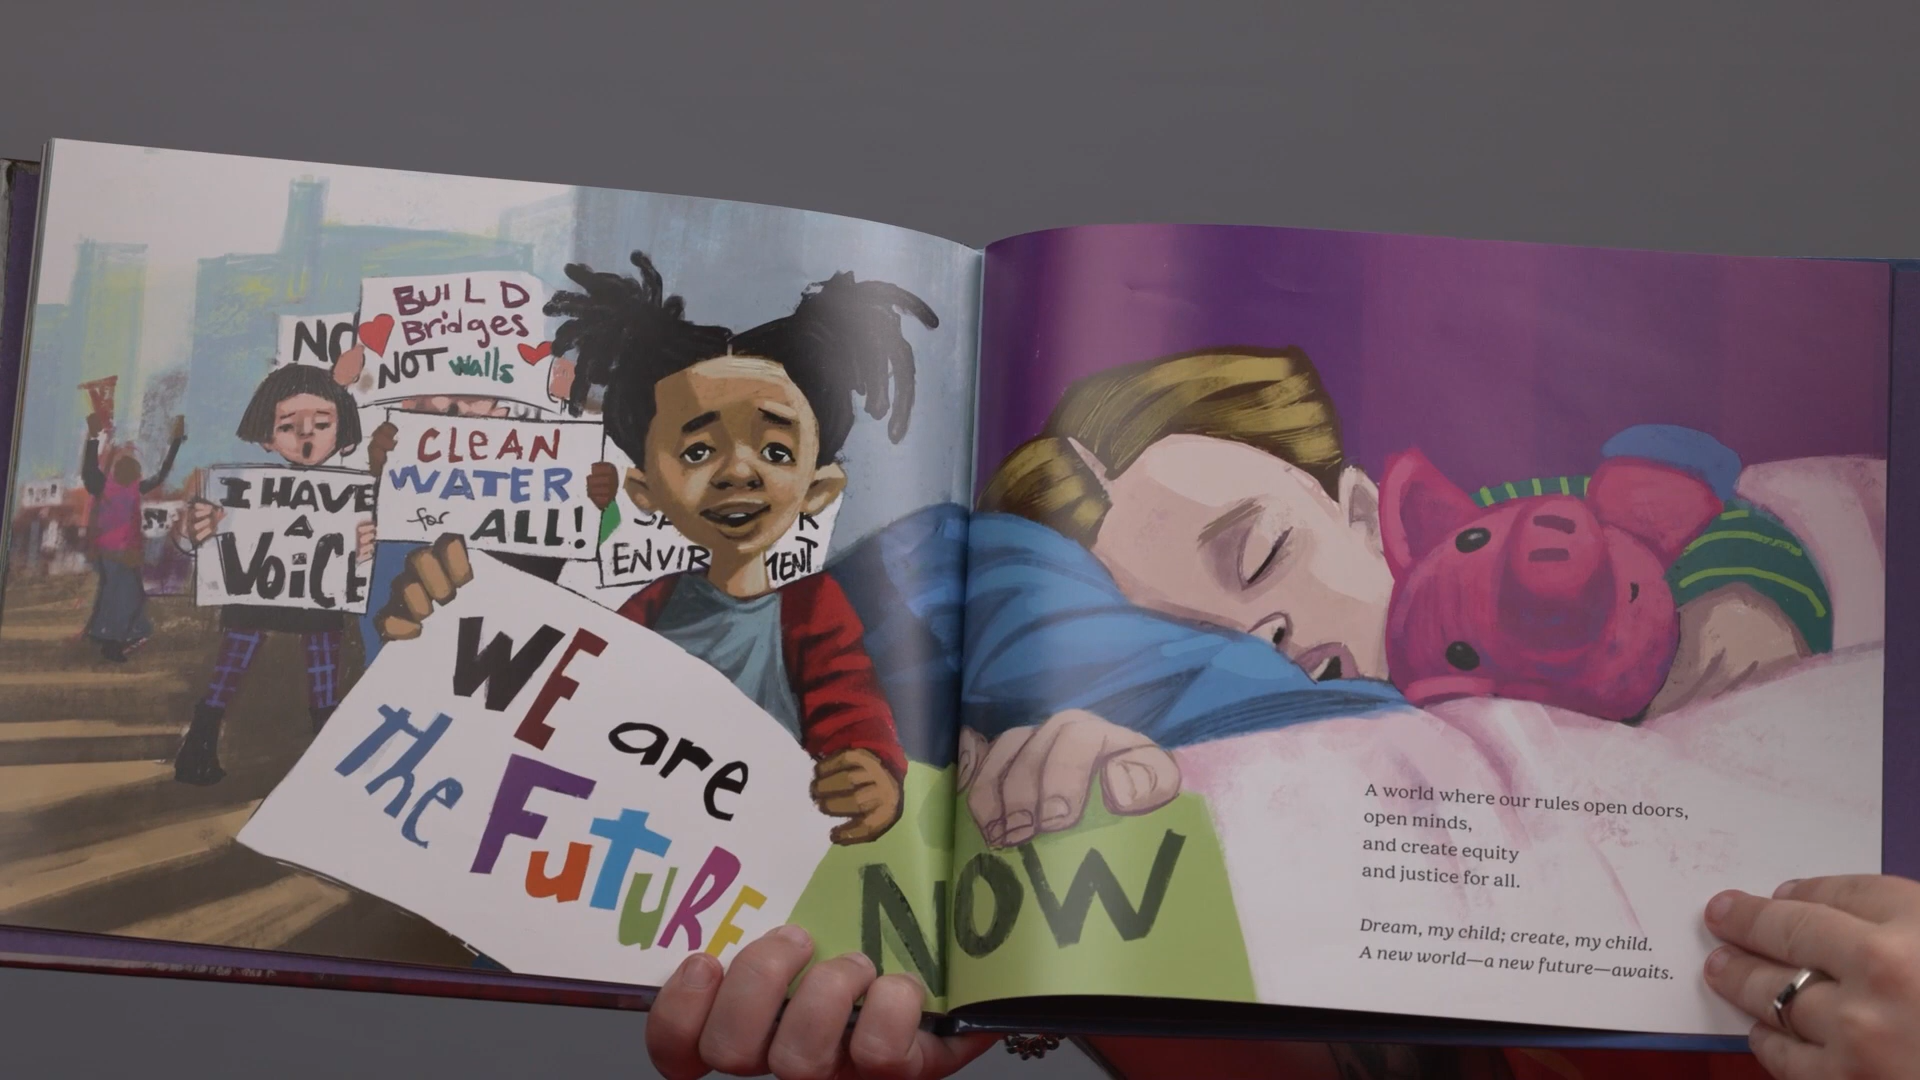 NO
BUILD
Bridges
NOT walls
I HAVE
A
VOiCE
CLEAN
WATER
for ALL!
WE are
the FuTuRE
NOW
A world where our rules open doors,
open minds,
and create equity
and justice for all.
Dream, my child; create, my child.
A new world—a new future—awaits.